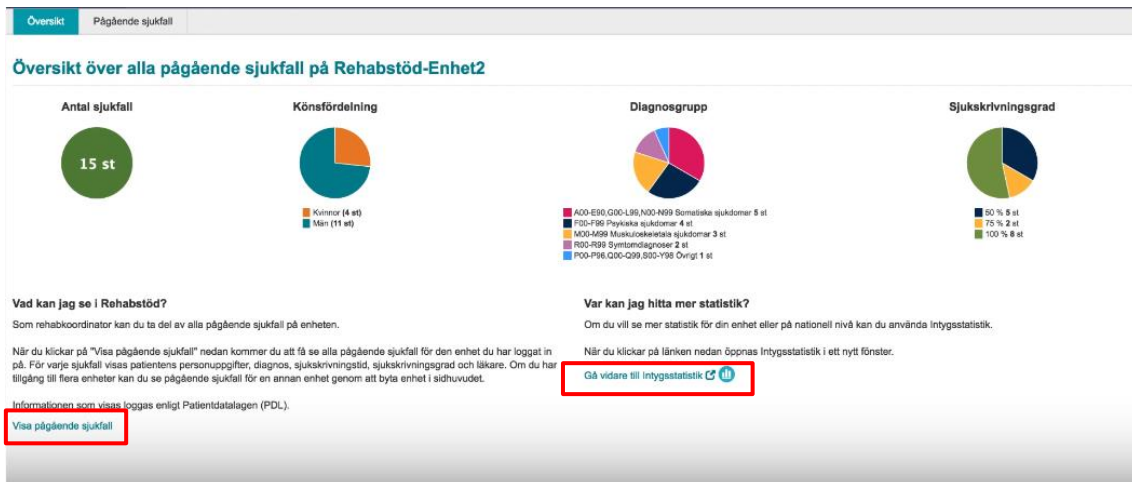 Översikt
Pågående sjukfall
Översikt över alla pågående sjukfall på Rehabstöd-Enhet2
Antal sjukfall
15 st
Könsfördelning
Kvinnor (4 st)
Män (11 st)
Diagnosgrupp
A00-E90,G00-L99,N00-N99 Somatiska sjukdomar 5 st
F00-F99 Psykiska sjukdomar 4 st
M00-M99 Muskuloskeletala sjukdomar 3 st
R00-R99 Symtomdiagnoser 2 st
P00-P96,Q00-Q99,S00-Y98 Övrigt 1 st
Sjukskrivningsgrad
50 % 5 st
75 % 2 st
100 % 8 st
Vad kan jag se i Rehabstöd?
Som rehabkoordinator kan du ta del av alla pågående sjukfall på enheten.
När du klickar på "Visa pågående sjukfall" nedan kommer du att få se alla pågående sjukfall för den enhet du har loggat in
på. För varje sjukfall visas patientens personuppgifter, diagnos, sjukskrivningstid, sjukskrivningsgrad och läkare. Om du har
tillgång till flera enheter kan du se pågående sjukfall för en annan enhet genom att byta enhet i sidhuvudet.
Informationen som visas loggas enligt Patientdatalagen (PDL).
Visa pågående sjukfall
Var kan jag hitta mer statistik?
Om du vill se mer statistik för din enhet eller på nationell nivå kan du använda Intygsstatistik.
När du klickar på länken nedan öppnas Intygsstatistik i ett nytt fönster.
Gå vidare till Intygsstatistik